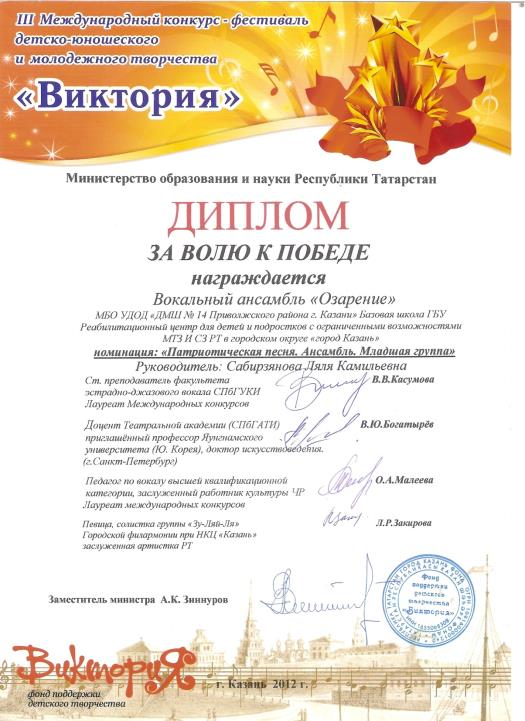 III Международный конкурс - фестиваль
детско-юношеского
и молодежного творчества
«Виктория»
Министерство образования и науки Республики Татарстан
ДИПЛОМ
ЗА ВОЛЮ К ПОБЕДЕ
награждается
Вокальный ансамбль «Озарение»
МБО УДОД «ДМШ № 14 Приволжского района г. Казани» Базовая школа ГБУ
Реабилитационный центр для детей и подростков с ограниченными возможностями
МТЗ И СЗ РТ в городском округе «город Казань»
номинация: «Патриотическая песня. Ансамбль. Младшая группа»
Руководитель: Сабирзянова Ляля Камильевна
Ст. преподаватель факультета
эстрадно-джазового вокала СПбГУКИ
Лауреат Международных конкурсов
В.В.Касумова
Доцент Театральной академии (СПбГАТИ)
приглашённый профессор Яунгнамского
университета (Ю. Корея), доктор искусствоведения.
(г.Санкт-Петербург)
В.Ю.Богатырёв
Педагог по вокалу высшей квалификационной
категории, заслуженный работник культуры ЧР
Лауреат международных конкурсов
О.А.Малеева
Певица, солистка группы «Зу-Ляй-Ля»
Городской филармонии при НКЦ «Казань»
заслуженная артистка РТ
Л.Р.Закирова
Заместитель министра А.К. Зиннуров
Фонд
поддержки
детского
творчества
"Виктория"
Виктория
фонд поддержки
детского творчества
г. Казань 2012 г.